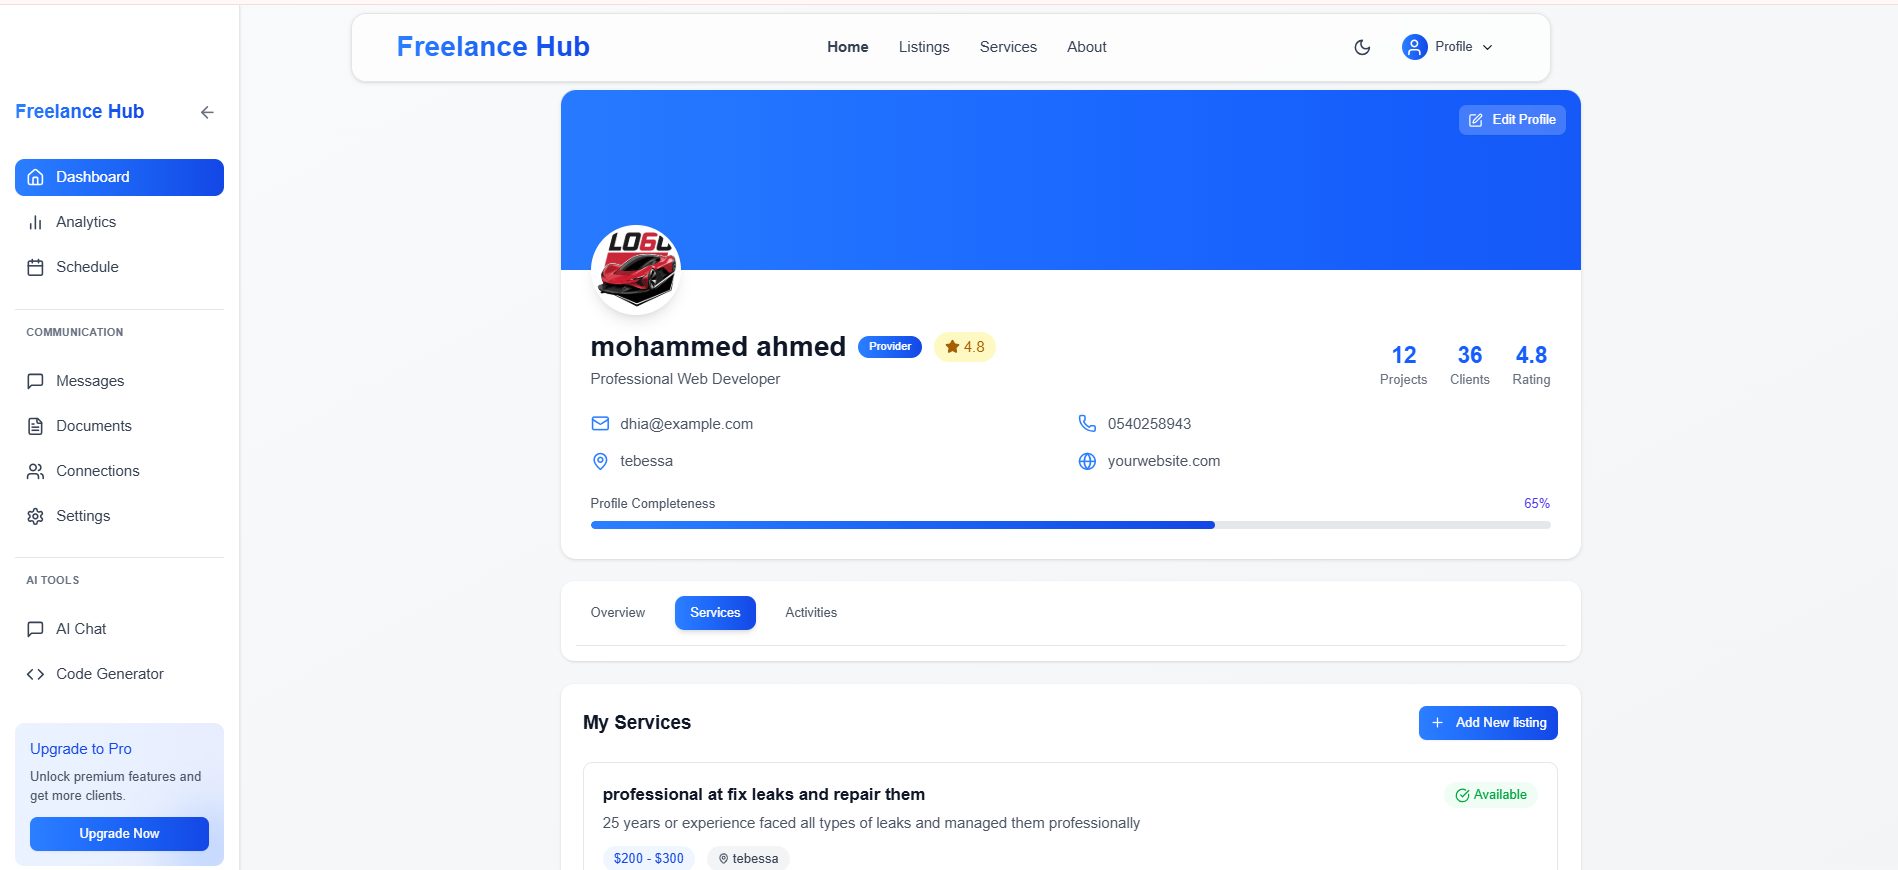 Freelance Hub
Home
Listings
Services
About
Profile
Freelance Hub
Dashboard
Analytics
Schedule
COMMUNICATION
Messages
Documents
Connections
Settings
AI TOOLS
AI Chat
Code Generator
Upgrade to Pro
Unlock premium features and
get more clients.
Upgrade Now
Edit Profile
mohammed ahmed
Provider
4.8
Professional Web Developer
12
Projects
36
Clients
4.8
Rating
dhia@example.com
0540258943
tebessa
yourwebsite.com
Profile Completeness
65%
Overview
Services
Activities
My Services
Add New listing
professional at fix leaks and repair them
Available
25 years or experience faced all types of leaks and managed them professionally
$200 - $300
tebessa